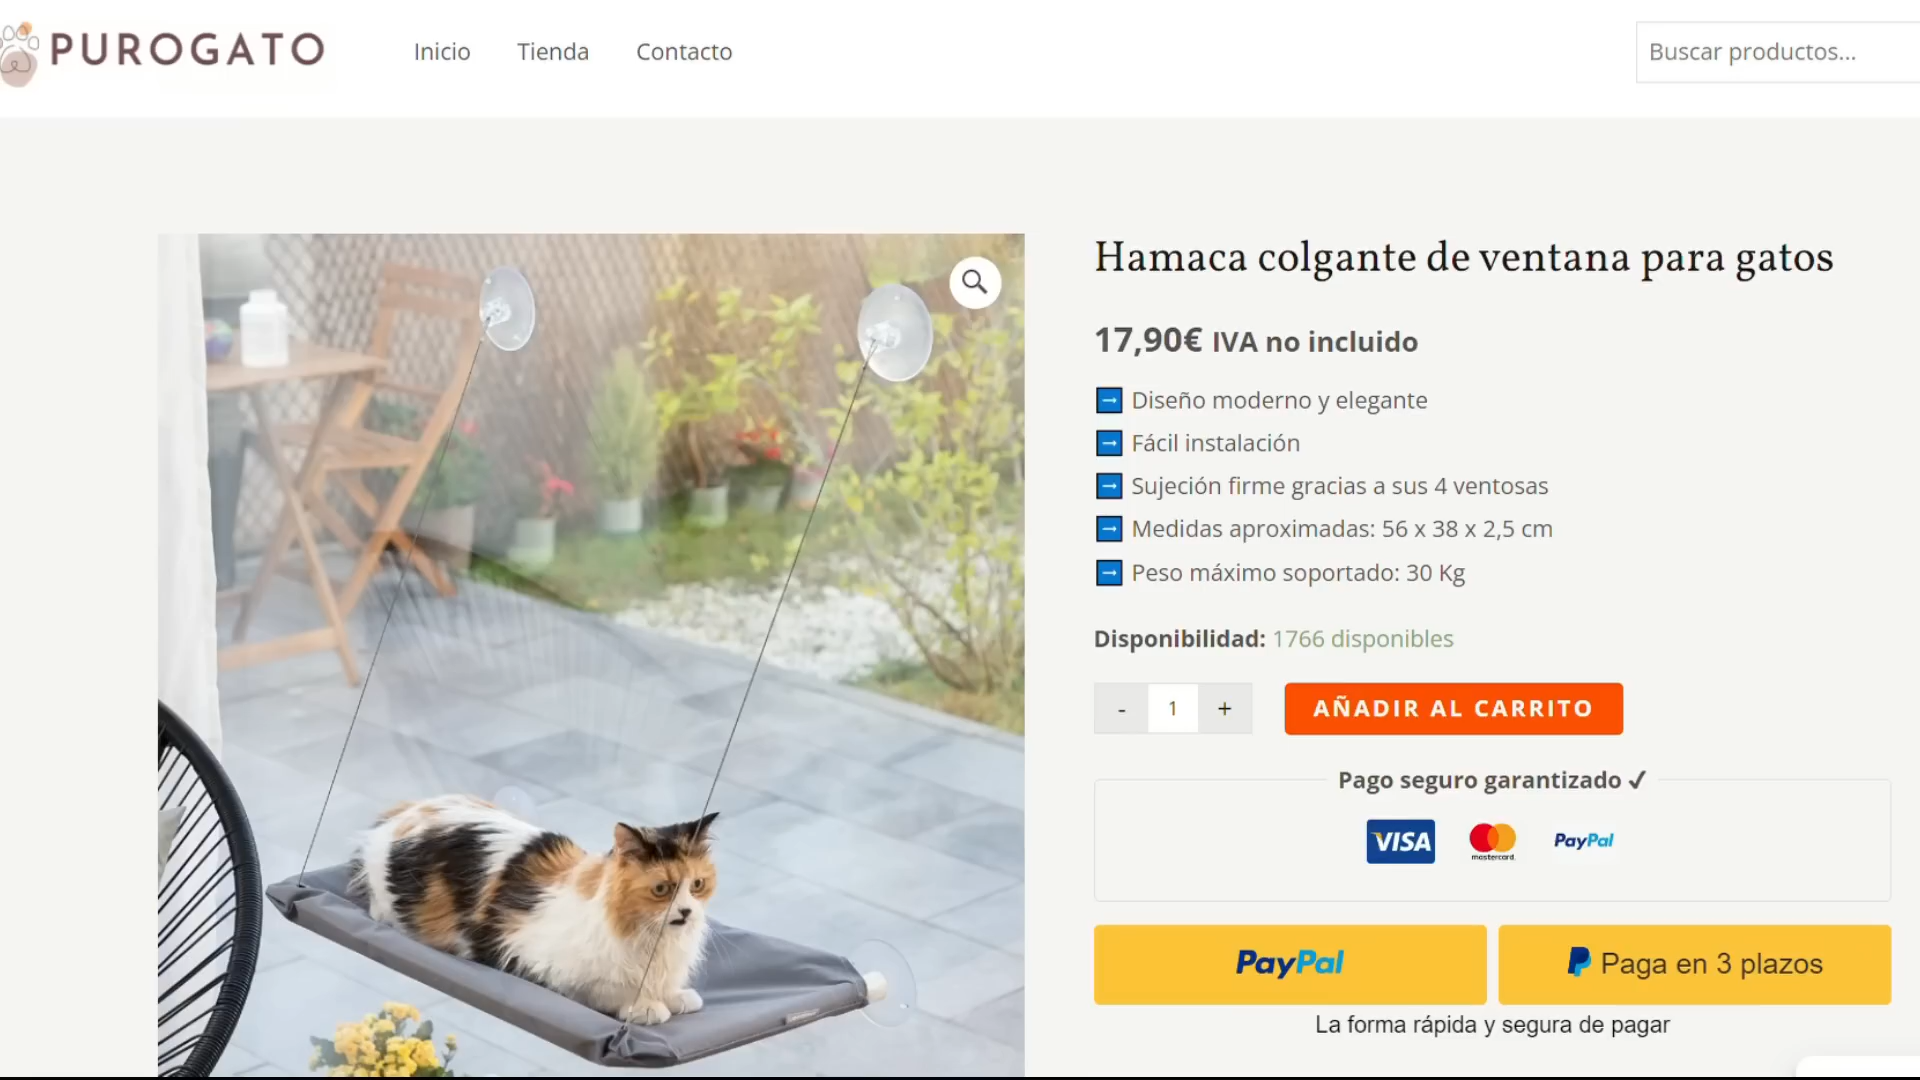 PUROGATO
Inicio
Tienda
Contacto
Buscar productos...
Hamaca colgante de ventana para gatos
17,90€ IVA no incluido
Diseño moderno y elegante
Fácil instalación
Sujeción firme gracias a sus 4 ventosas
Medidas aproximadas: 56 x 38 x 2,5 cm
Peso máximo soportado: 30 Kg
Disponibilidad: 1766 disponibles
- 1 +
AÑADIR AL CARRITO
Pago seguro garantizado ✓
VISA
mastercard.
PayPal
PayPal
Paga en 3 plazos
La forma rápida y segura de pagar